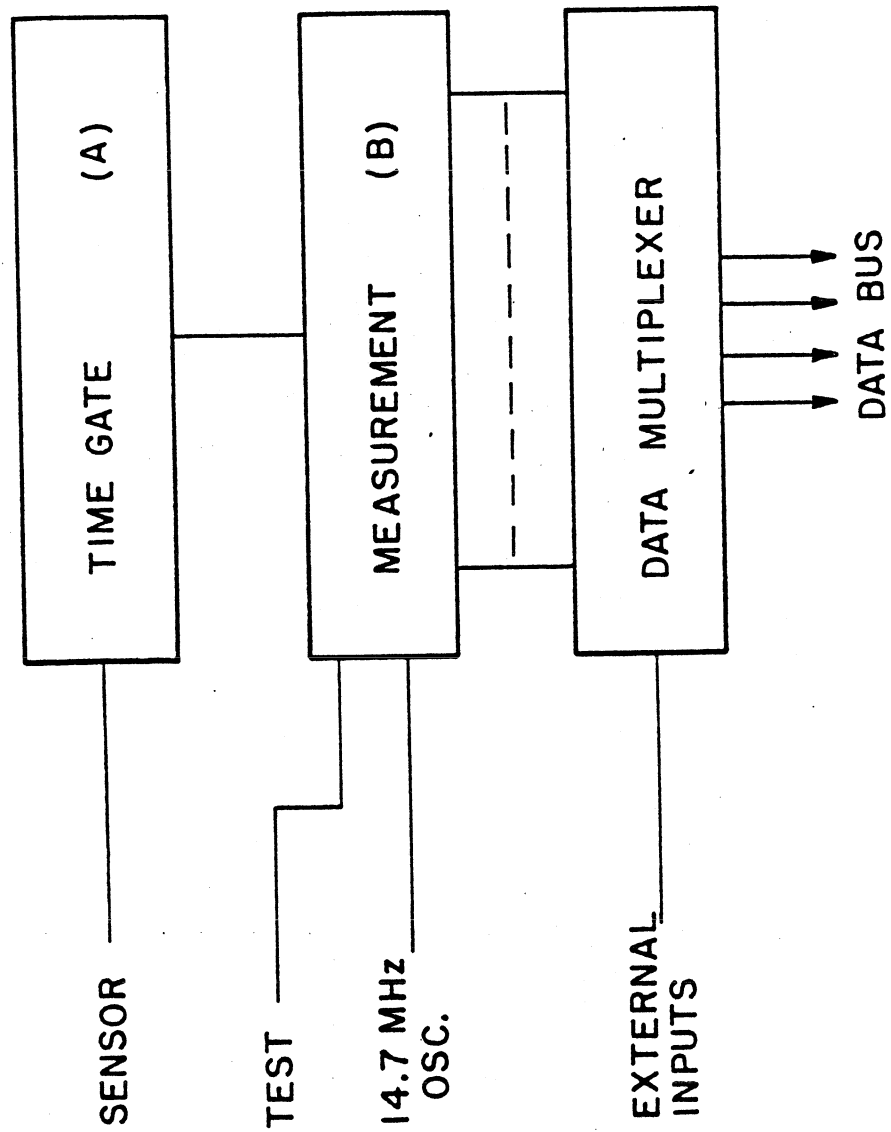 SENSOR
TIME GATE (A)
TEST
14.7 MHz
OSC.
MEASUREMENT (B)
EXTERNAL
INPUTS
DATA MULTIPLEXER
DATA BUS